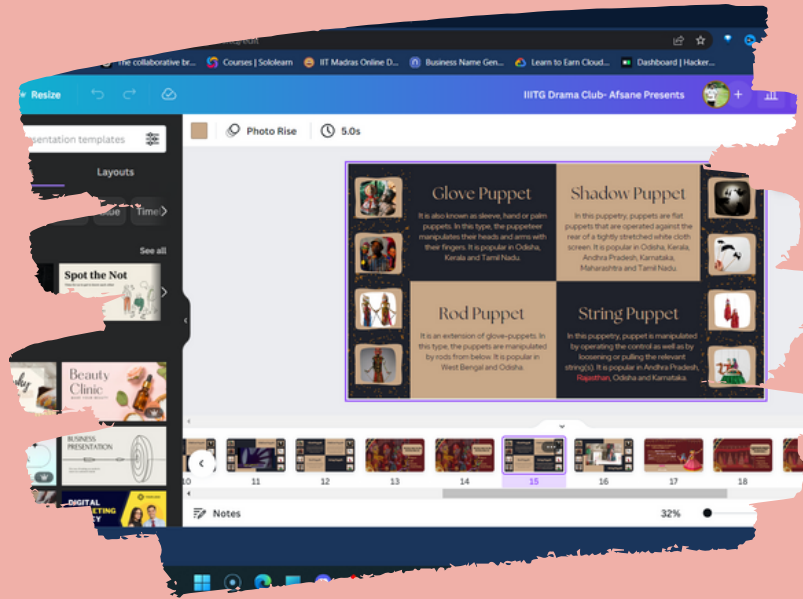 The collaborative br...
Courses | Sololearn
IIT Madras Online D...
Business Name Gen...
Learn to Earn Cloud...
Dashboard | Hacker...
Resize
IIITG Drama Club- Afsane Presents
sentation templates
Photo Rise
5.0s
Layouts
Time
See all
Spot the Not
Beauty
Clinic
BUSINESS
PRESENTATION
DIGITAL
Glove Puppet
It is also known as sleeve, hand or palm
puppets. In this type, the puppeteer
manipulates their heads and arms with
their fingers. It is popular in Odisha,
Kerala and Tamil Nadu.
Shadow Puppet
In this puppetry, puppets are flat
puppets that are operated against the
rear of a tightly stretched white cloth
screen. It is popular in Odisha, Kerala,
Andhra Pradesh, Karnataka,
Maharashtra and Tamil Nadu.
Rod Puppet
It is an extension of glove-puppets. In
this type, the puppets are manipulated
by rods from below. It is popular in
West Bengal and Odisha.
String Puppet
In this puppetry, puppet is manipulated
by operating the control as well as by
loosening or pulling the relevant
string(s). It is popular in Andhra Pradesh,
Rajasthan, Odisha and Karnataka.
10
11
12
13
14
15
16
17
18
Notes
32%